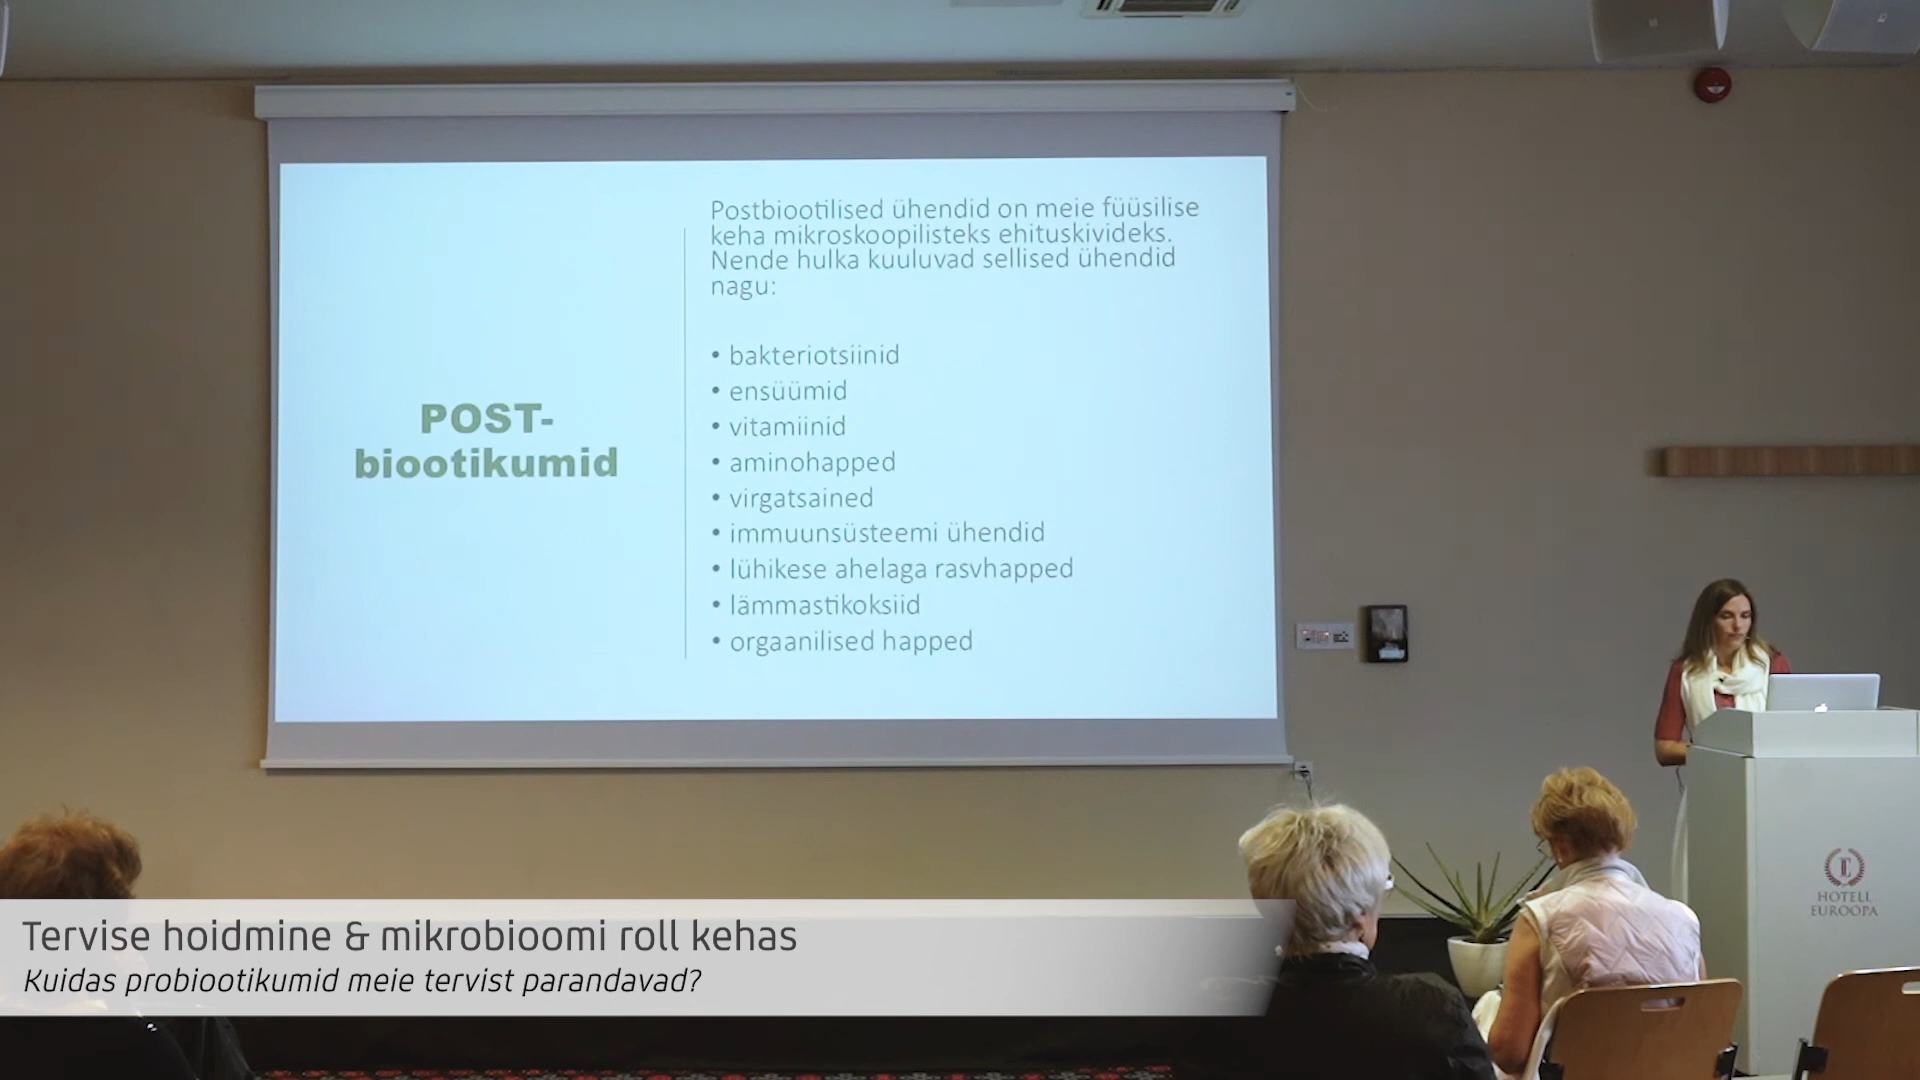 POST-
biootikumid
Postbiootilised ühendid on meie füüsilise
keha mikroskoopilisteks ehituskivideks.
Nende hulka kuuluvad sellised ühendid
nagu:
• bakteriotsiinid
• ensüümid
• vitamiinid
• aminohapped
• virgatsained
• immuunsüsteemi ühendid
• lühikese ahelaga rasvhapped
• lämmastikoksiid
• orgaanilised happed
HOTELL
EUROOPA
Tervise hoidmine & mikrobioomi roll kehas
Kuidas probiootikumid meie tervist parandavad?